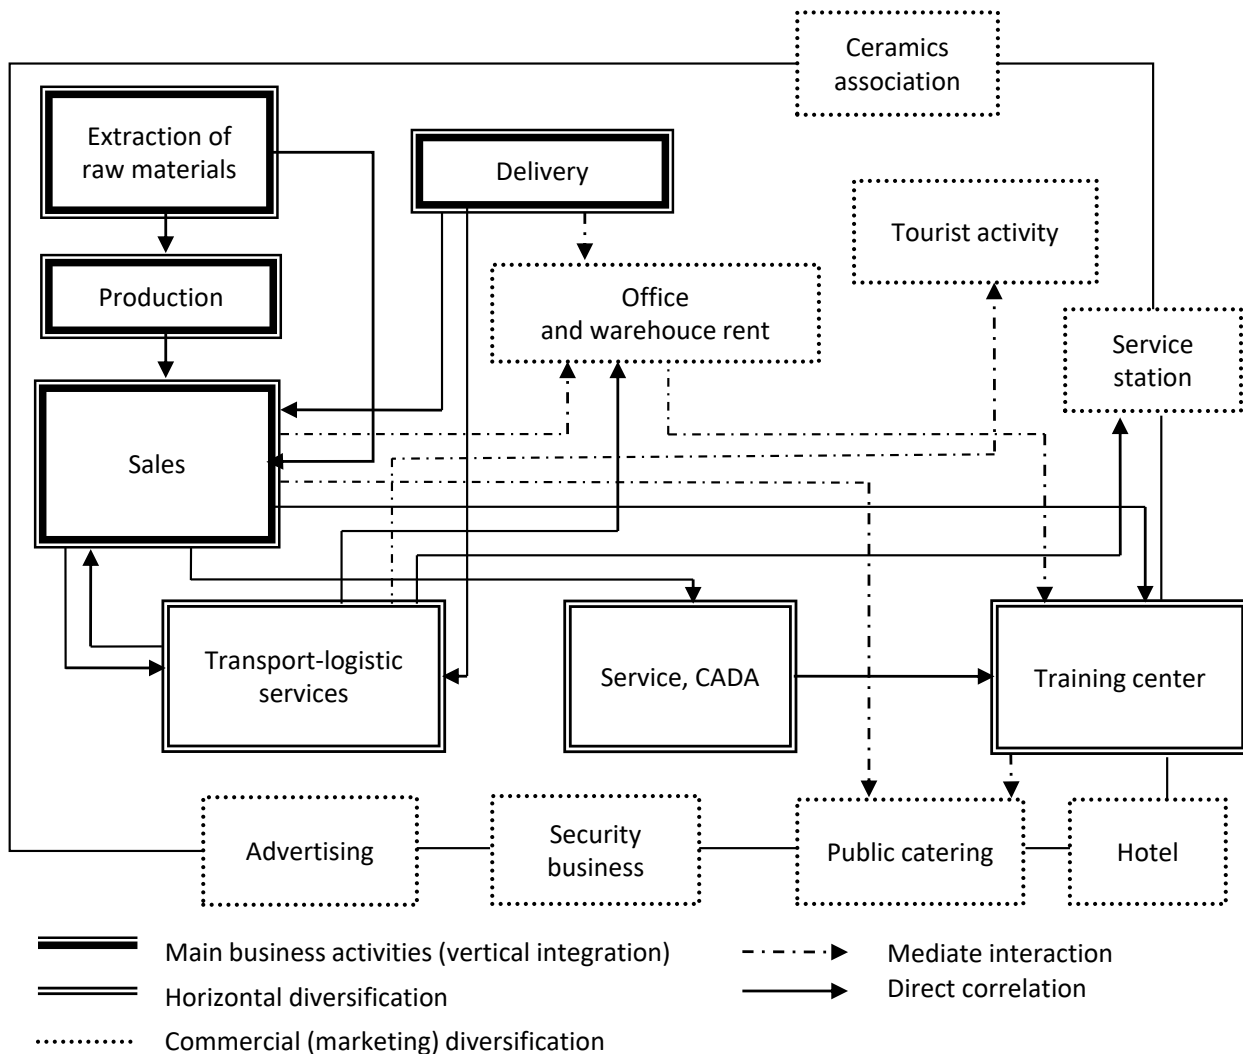 Ceramics
association
Extraction of
raw materials
Delivery
Tourist activity
Production
Office
and warehouce rent
Service
station
Sales
Transport-logistic
services
Service, CADA
Training center
Advertising
Security
business
Public catering
Hotel
Main business activities (vertical integration)
Mediate interaction
Horizontal diversification
Direct correlation
Commercial (marketing) diversification